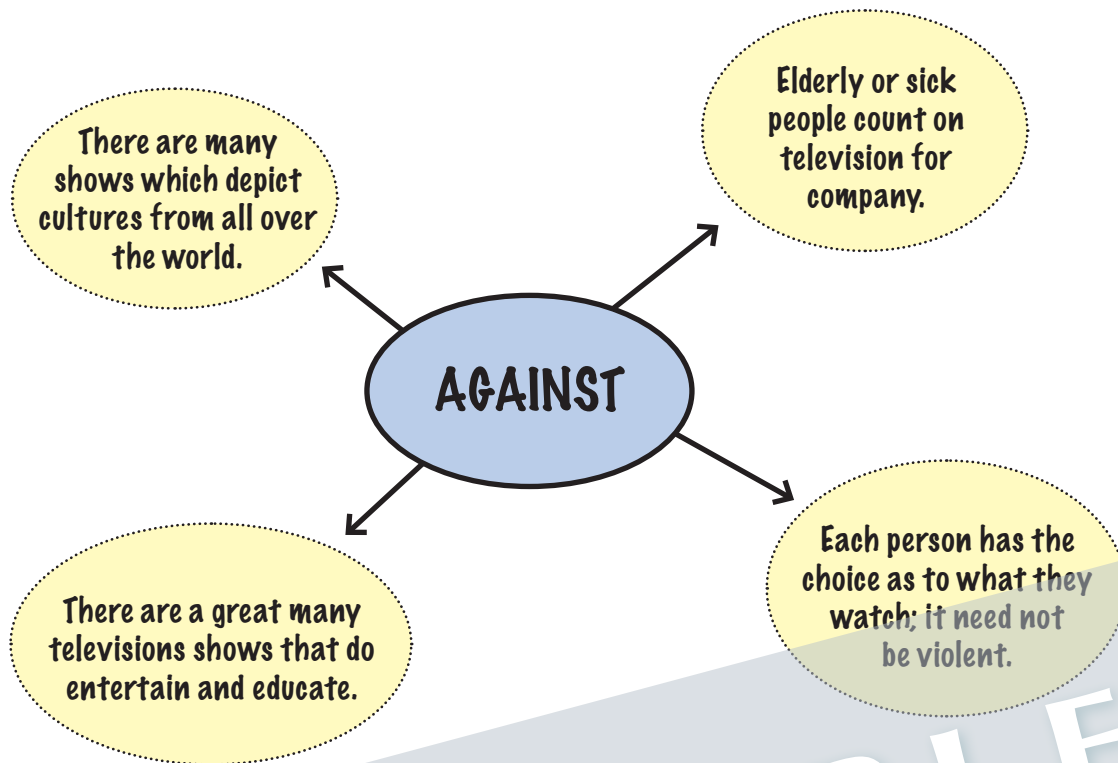 There are many
shows which depict
cultures from all over
the world.
Elderly or sick
people count on
television for
company.
AGAINST
There are a great many
televisions shows that do
entertain and educate.
Each person has the
choice as to what they
watch; it need not
be violent.